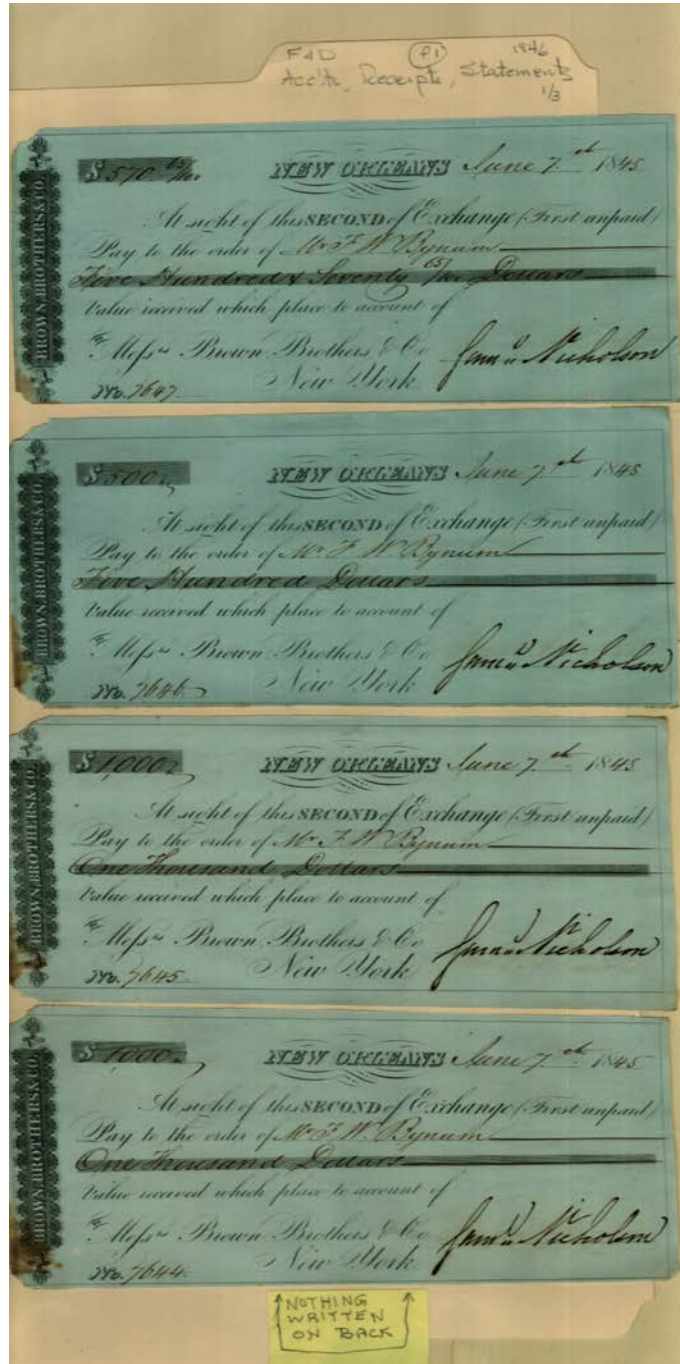 F&D (P1) 1846
Acc'ts, Receipts, Statements
1/3
BROWN BROTHERS & CO.
$570 65/100 NEW ORLEANS June 7th 1845
At sight of this SECOND of Exchange (First unpaid)
Pay to the order of Mr F W Bynum
Five Hundred & Seventy 65/100 Dollars
Value received which place to account of
To Messrs Brown Brothers & Co
New York
No. 7647
Nicholson
BROWN BROTHERS & CO.
$500 NEW ORLEANS June 7th 1845
At sight of this SECOND of Exchange (First unpaid)
Pay to the order of Mr F W Bynum
Five Hundred Dollars
Value received which place to account of
To Messrs Brown Brothers & Co
New York
No. 7646
Nicholson
BROWN BROTHERS & CO.
$1,000 NEW ORLEANS June 7th 1845
At sight of this SECOND of Exchange (First unpaid)
Pay to the order of Mr F W Bynum
One Thousand Dollars
Value received which place to account of
To Messrs Brown Brothers & Co
New York
No. 7645
Nicholson
BROWN BROTHERS & CO.
$1000 NEW ORLEANS June 7th 1845
At sight of this SECOND of Exchange (First unpaid)
Pay to the order of Mr F W Bynum
One Thousand Dollars
Value received which place to account of
To Messrs Brown Brothers & Co
New York
No. 7644
Nicholson
NOTHING
WRITTEN
ON BACK